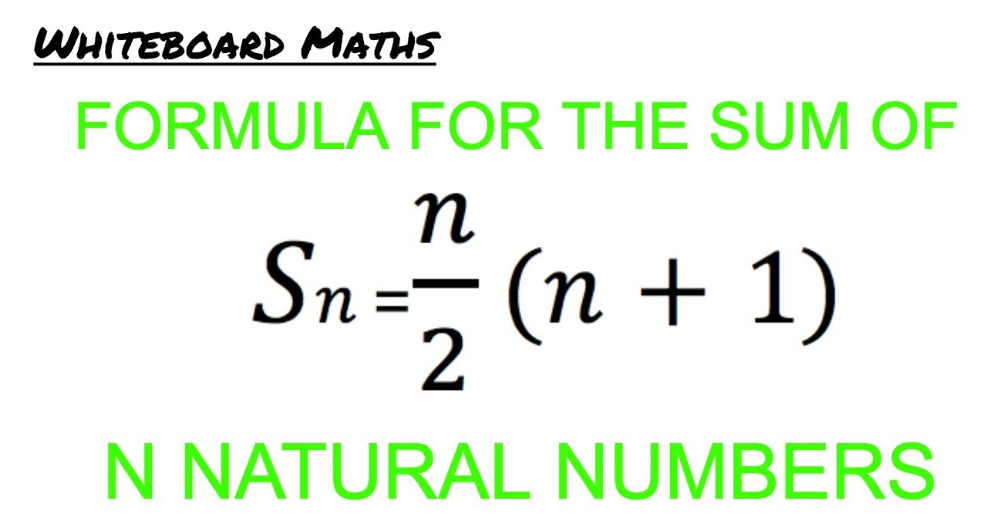 WHITEBOARD MATHS
FORMULA FOR THE SUM OF
Sn = n/2 (n + 1)
N NATURAL NUMBERS